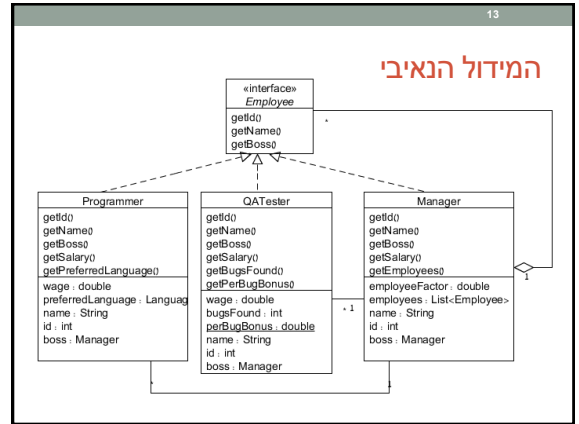 13
המידול הנאיבי
«interface»
Employee
getId()
getName()
getBoss()
*
Programmer
getId()
getName()
getBoss()
getSalary()
getPreferredLanguage()
wage : double
preferredLanguage : Languag
name : String
id : int
boss : Manager
QATester
getId()
getName()
getBoss()
getSalary()
getBugsFound()
getPerBugBonus()
wage : double
bugsFound : int
perBugBonus : double
name : String
id : int
boss : Manager
* 1
Manager
getId()
getName()
getBoss()
getSalary()
getEmployees()
employeeFactor : double
employees : List<Employee>
name : String
id : int
boss : Manager
1
*
1